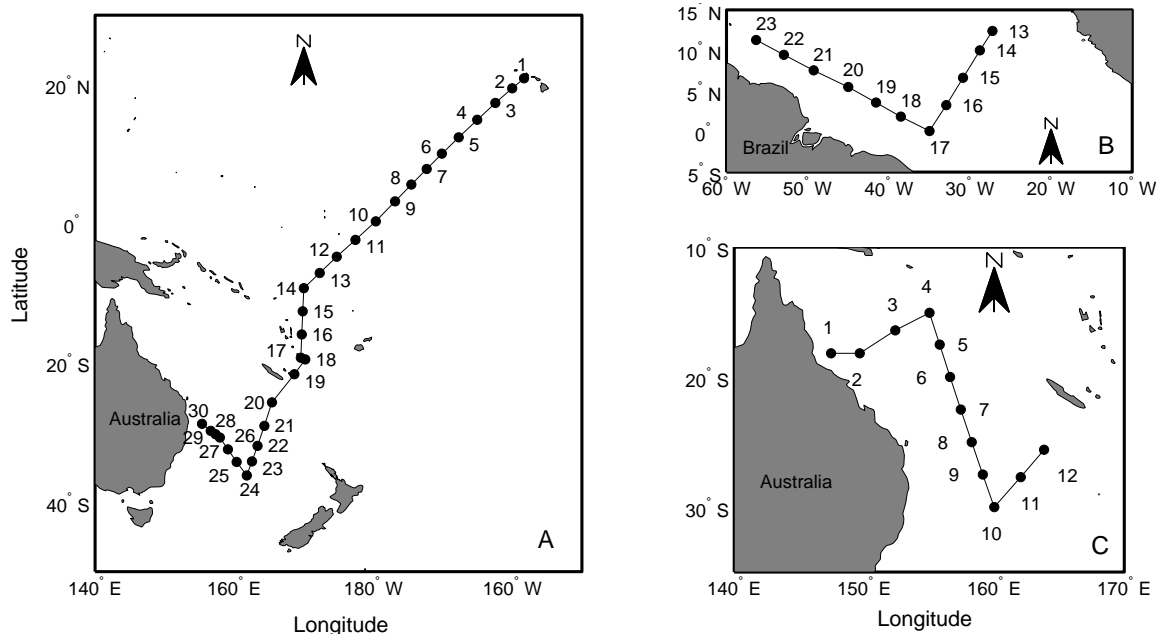 N
1
2
3
4
5
6
7
8
9
10
11
12
13
14
15
16
17
18
19
20
21
22
23
24
25
26
27
28
29
30
Australia
A
20° N
0°
20° S
40° S
140° E
160° E
180° W
160° W
Latitude
Longitude
15° N
10° N
5° N
0°
5° S
23
22
21
20
19
18
17
16
15
14
13
Brazil
N
B
60° W
50° W
40° W
30° W
20° W
10° W
10° S
20° S
30° S
N
1
2
3
4
5
6
7
8
9
10
11
12
Australia
C
140° E
150° E
160° E
170° E
Longitude